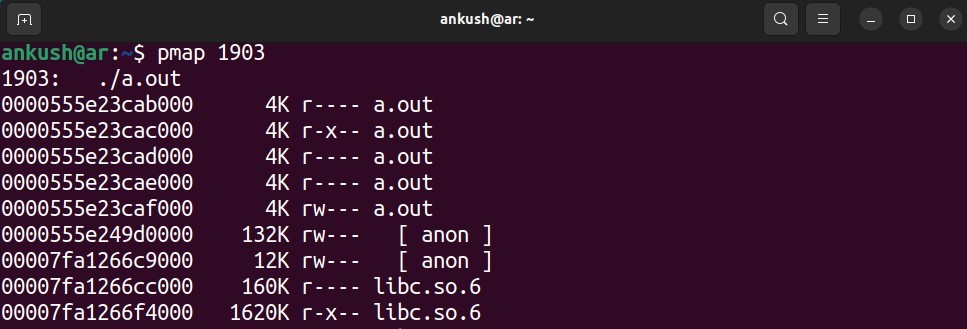 ankush@ar: ~
ankush@ar:~$ pmap 1903
1903:   ./a.out
0000555e23cab000      4K r---- a.out
0000555e23cac000      4K r-x-- a.out
0000555e23cad000      4K r---- a.out
0000555e23cae000      4K r---- a.out
0000555e23caf000      4K rw--- a.out
0000555e249d0000    132K rw---   [ anon ]
00007fa1266c9000     12K rw---   [ anon ]
00007fa1266cc000    160K r---- libc.so.6
00007fa1266f4000   1620K r-x-- libc.so.6